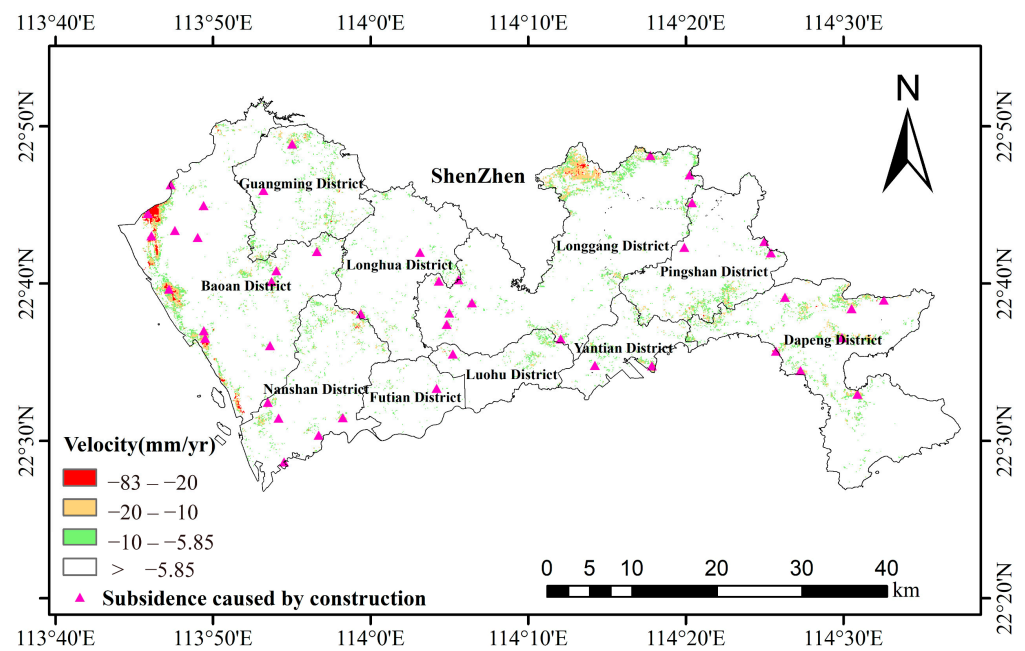 113°40'E 113°50'E 114°0'E 114°10'E 114°20'E 114°30'E
22°50'N 22°50'N
N
ShenZhen
Guangming District
Longgang District
Longhua District
Pingshan District
22°40'N 22°40'N
Baoan District
Dapeng District
Yantian District
Luohu District
Nanshan District
Futian District
22°30'N 22°30'N
Velocity(mm/yr)
−83 – −20
−20 – −10
−10 – −5.85
> −5.85
Subsidence caused by construction
0 5 10 20 30 40
km
22°20'N 22°20'N
113°40'E 113°50'E 114°0'E 114°10'E 114°20'E 114°30'E